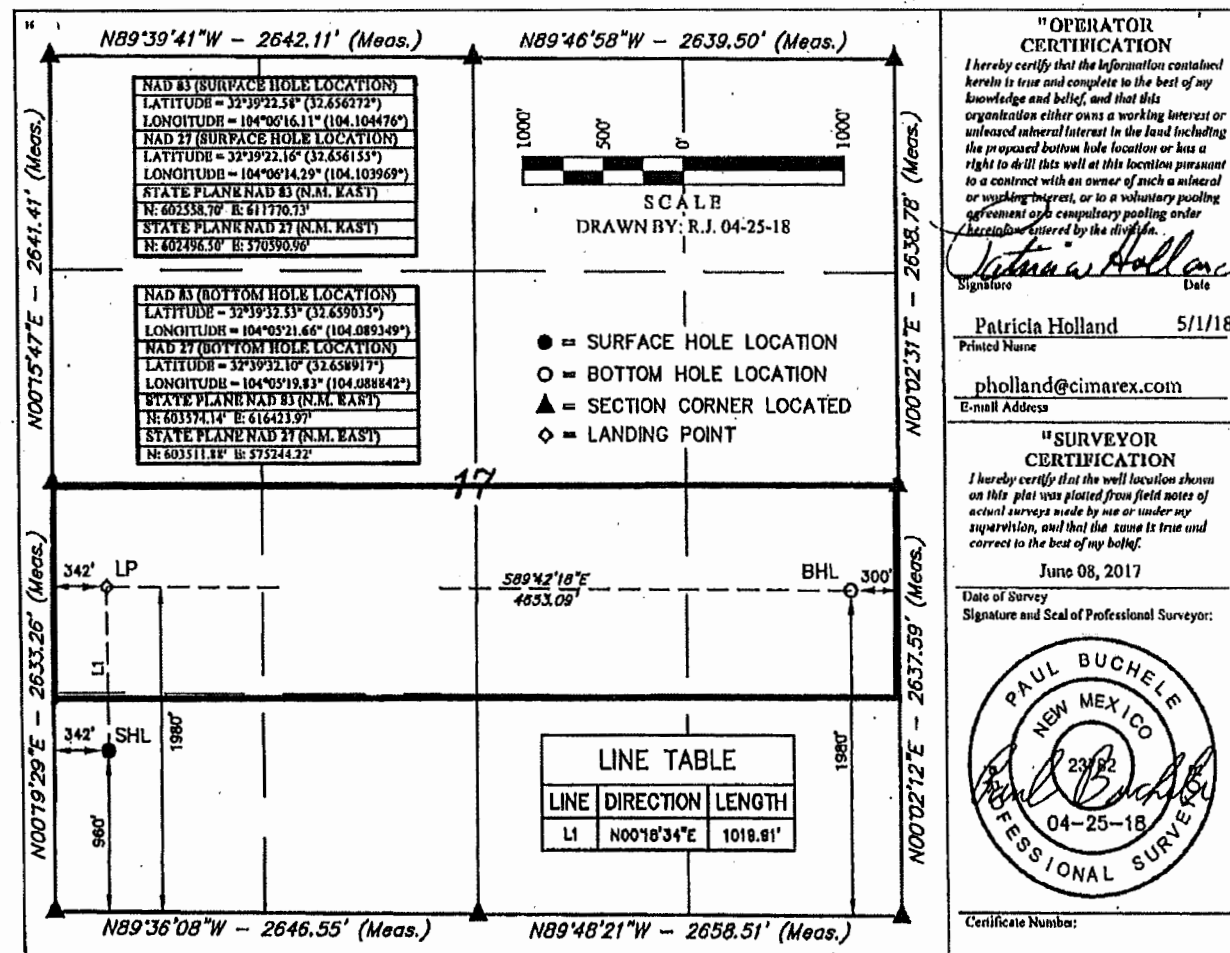 N89°39'41"W – 2642.11' (Meas.)
N89°46'58"W – 2639.50' (Meas.)
N00°15'47"E – 2641.41' (Meas.)
NAD 83 (SURFACE HOLE LOCATION)
LATITUDE = 32°39'22.58" (32.656272°)
LONGITUDE = 104°06'16.11" (104.104476°)
NAD 27 (SURFACE HOLE LOCATION)
LATITUDE = 32°39'22.16" (32.656155°)
LONGITUDE = 104°06'14.29" (104.103969°)
STATE PLANE NAD 83 (N.M. EAST)
N: 602558.70' E: 611770.73'
STATE PLANE NAD 27 (N.M. EAST)
N: 602496.50' E: 570590.96'
NAD 83 (BOTTOM HOLE LOCATION)
LATITUDE = 32°39'32.53" (32.659035°)
LONGITUDE = 104°05'21.66" (104.089349°)
NAD 27 (BOTTOM HOLE LOCATION)
LATITUDE = 32°39'32.10" (32.658917°)
LONGITUDE = 104°05'19.83" (104.088842°)
STATE PLANE NAD 83 (N.M. EAST)
N: 603574.14' E: 616423.97'
STATE PLANE NAD 27 (N.M. EAST)
N: 603511.88' E: 575244.22'
1000' 500' 0' 1000'
SCALE
DRAWN BY: R.J. 04-25-18
● = SURFACE HOLE LOCATION
○ = BOTTOM HOLE LOCATION
▲ = SECTION CORNER LOCATED
◇ = LANDING POINT
N00°02'31"E – 2638.78' (Meas.)
17
342' LP
S89°42'18"E
4653.09'
BHL 300'
N00°19'29"E – 2633.26' (Meas.)
L1
342' SHL
960'
1980'
1980'
N00°02'12"E – 2637.59' (Meas.)
LINE TABLE
LINE DIRECTION LENGTH
L1 N00°18'34"E 1018.81'
N89°36'08"W – 2646.55' (Meas.)
N89°48'21"W – 2658.51' (Meas.)
"OPERATOR
CERTIFICATION
I hereby certify that the information contained
herein is true and complete to the best of my
knowledge and belief, and that this
organization either owns a working interest or
unleased mineral interest in the land including
the proposed bottom hole location or has a
right to drill this well at this location pursuant
to a contract with an owner of such a mineral
or working interest, or to a voluntary pooling
agreement or a compulsory pooling order
heretofore entered by the division.
Patricia Holland
Signature Date
Patricia Holland 5/1/18
Printed Name
pholland@cimarex.com
E-mail Address
"SURVEYOR
CERTIFICATION
I hereby certify that the well location shown
on this plat was plotted from field notes of
actual surveys made by me or under my
supervision, and that the same is true and
correct to the best of my belief.
June 08, 2017
Date of Survey
Signature and Seal of Professional Surveyor:
PAUL BUCHELE
NEW MEXICO
23782
Paul Buchele
04-25-18
PROFESSIONAL SURVEYOR
Certificate Number: